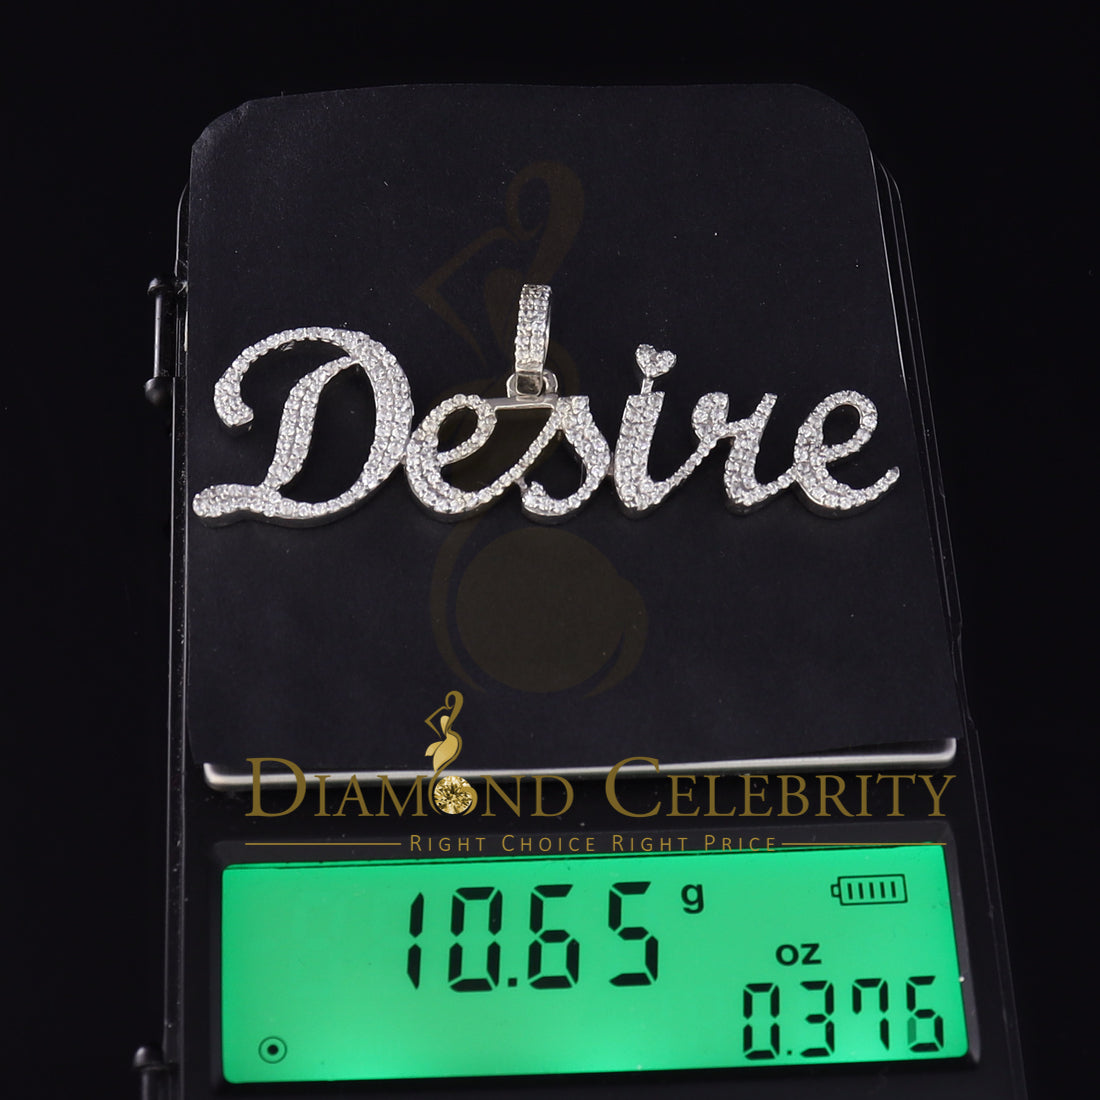 Desire
DIAMOND CELEBRITY
RIGHT CHOICE RIGHT PRICE
10.65 g
oz
0.376